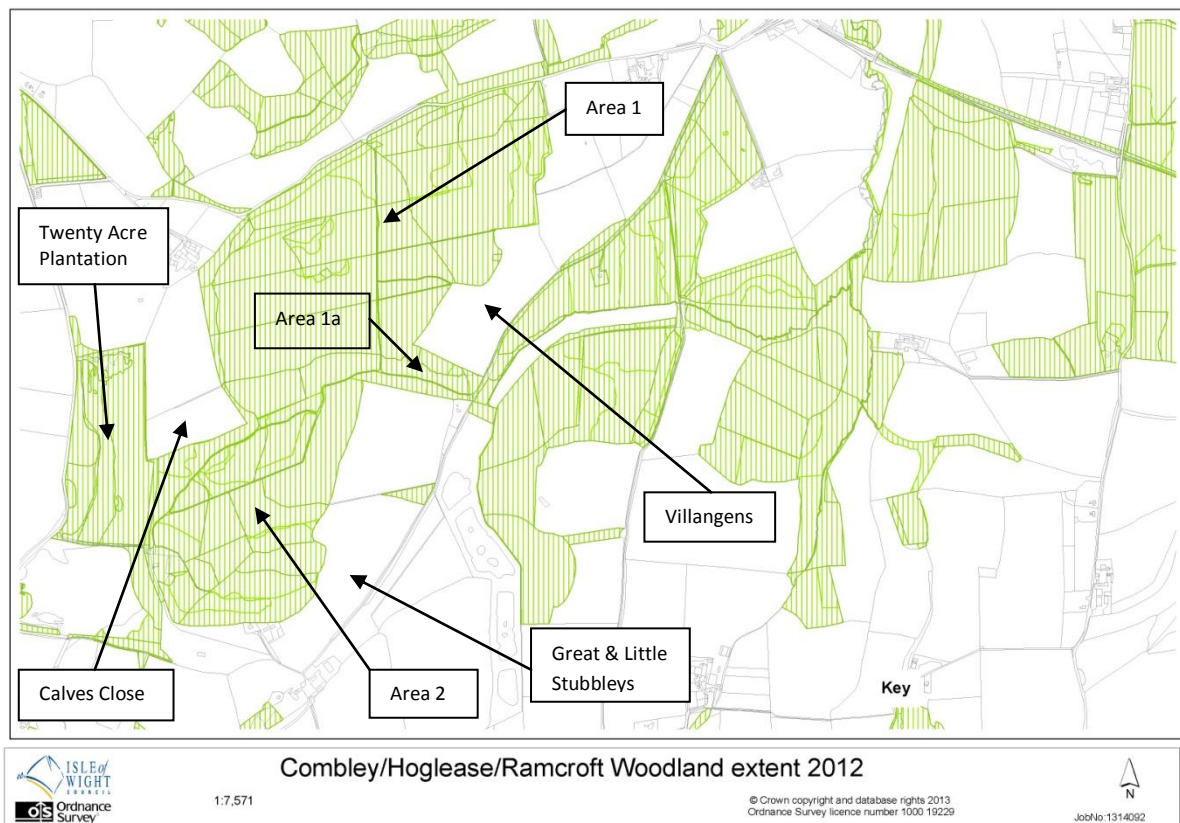 Area 1
Twenty Acre
Plantation
Area 1a
Villangens
Great & Little
Stubbleys
Calves Close
Area 2
Key
ISLE of
WIGHT
COUNCIL
OS Ordnance
Survey
Combley/Hoglease/Ramcroft Woodland extent 2012
1:7,571
© Crown copyright and database rights 2013
Ordnance Survey licence number 1000 19229
N
JobNo:1314092